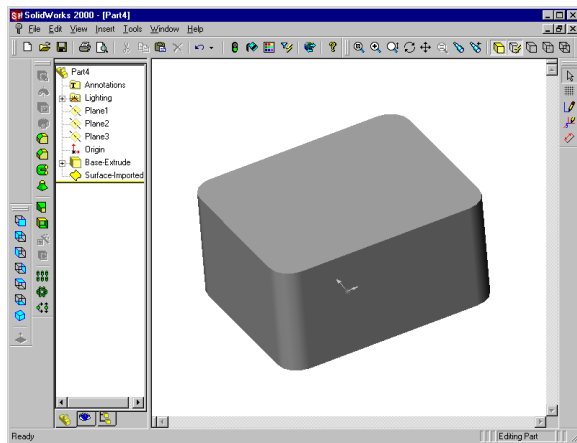 SolidWorks 2000 - [Part4]
File Edit View Insert Tools Window Help
Part4
Annotations
Lighting
Plane1
Plane2
Plane3
Origin
Base-Extrude
Surface-Imported
Ready
Editing Part